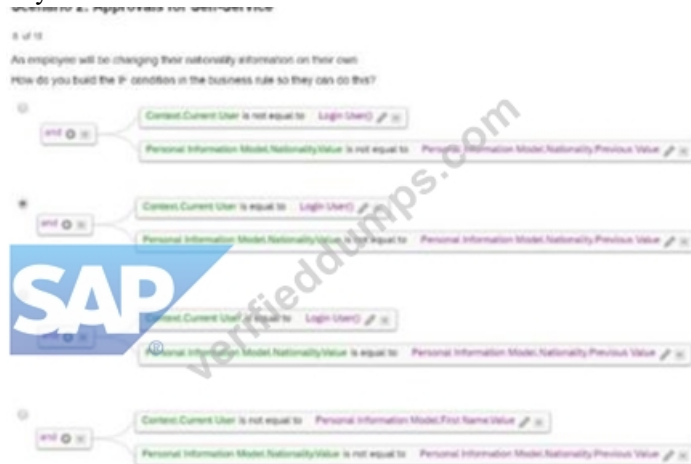 Scenario 2: Approvals for Self-Service
6 of 10
An employee will be changing their nationality information on their own.
How do you build the IF condition in the business rule so they can do this?
Context.Current User is not equal to Login User()
and
Personal Information Model.Nationality.Value is not equal to Personal Information Model.Nationality.Previous Value
Context.Current User is equal to Login User()
and
Personal Information Model.Nationality.Value is not equal to Personal Information Model.Nationality.Previous Value
SAP
®
Context.Current User is equal to Login User()
and
Personal Information Model.Nationality.Value is equal to Personal Information Model.Nationality.Previous Value
Context.Current User is not equal to Personal Information Model.First Name.Value
and
Personal Information Model.Nationality.Value is not equal to Personal Information Model.Nationality.Previous Value
verifieddumps.com